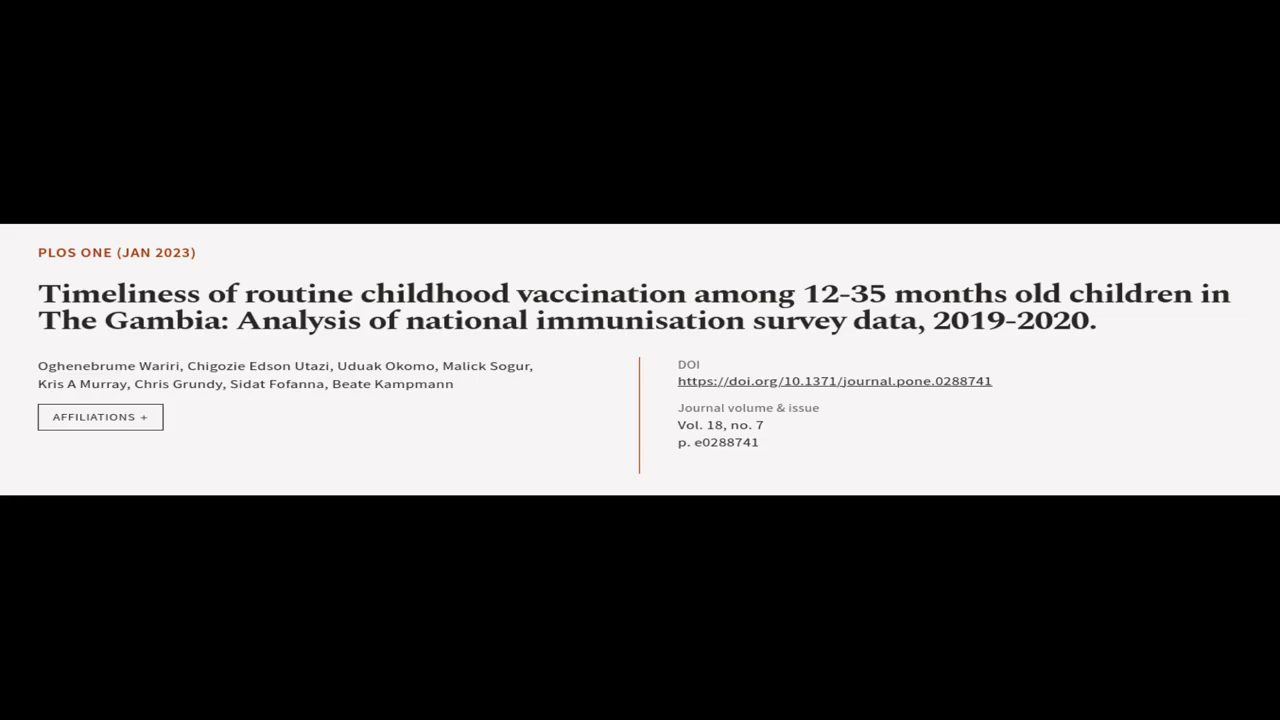 PLOS ONE (JAN 2023)
Timeliness of routine childhood vaccination among 12-35 months old children in
The Gambia: Analysis of national immunisation survey data, 2019-2020.
Oghenebrume Wariri, Chigozie Edson Utazi, Uduak Okomo, Malick Sogur,
Kris A Murray, Chris Grundy, Sidat Fofanna, Beate Kampmann
AFFILIATIONS +
DOI
https://doi.org/10.1371/journal.pone.0288741
Journal volume & issue
Vol. 18, no. 7
p. e0288741